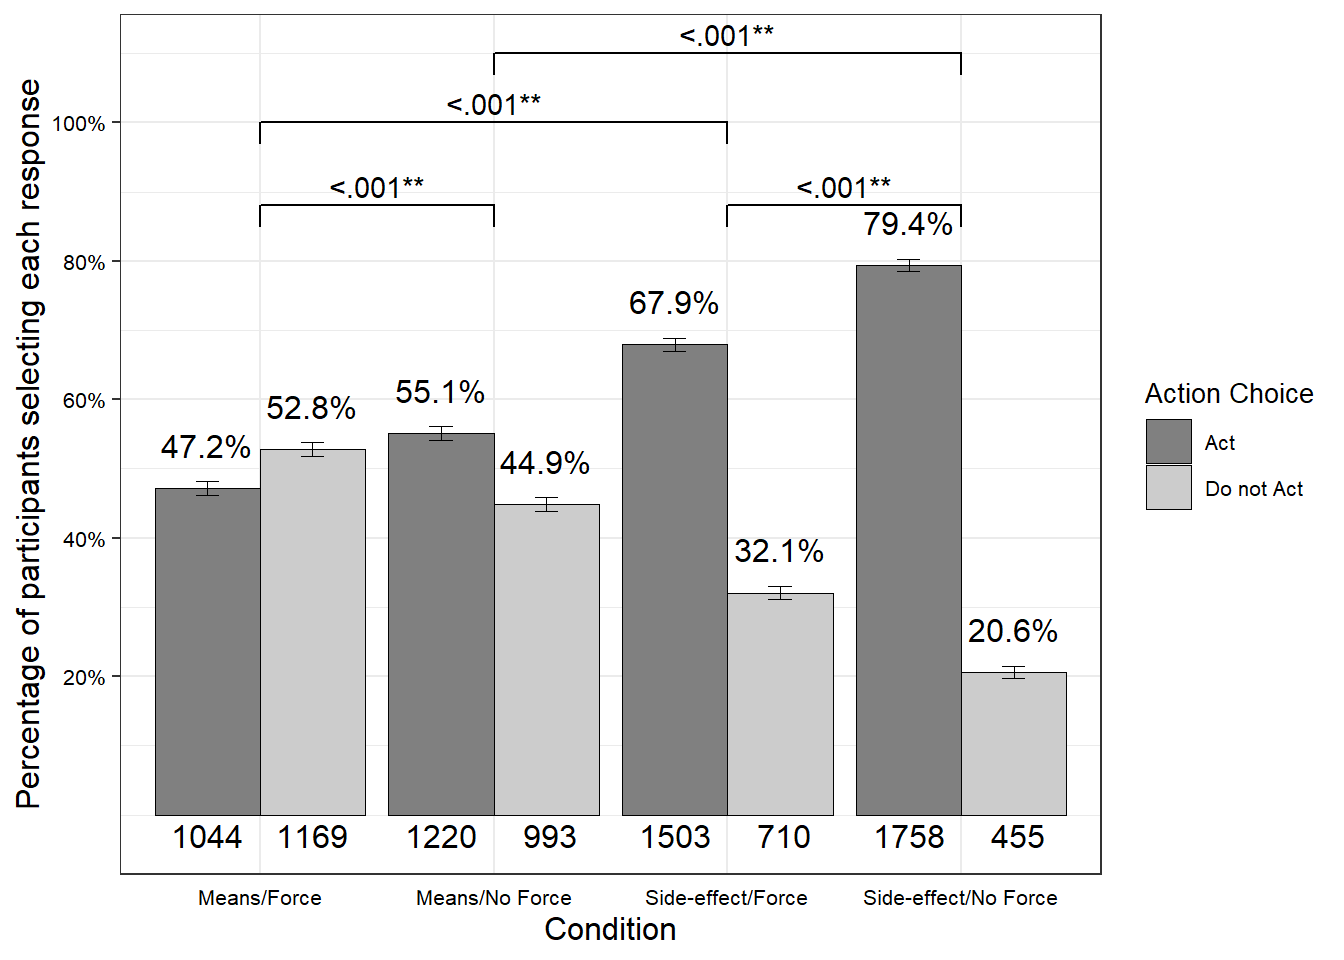 <.001**
<.001**
<.001**
<.001**
Percentage of participants selecting each response
100%
80%
60%
40%
20%
47.2%
52.8%
55.1%
44.9%
67.9%
32.1%
79.4%
20.6%
1044
1169
1220
993
1503
710
1758
455
Means/Force
Means/No Force
Side-effect/Force
Side-effect/No Force
Condition
Action Choice
Act
Do not Act